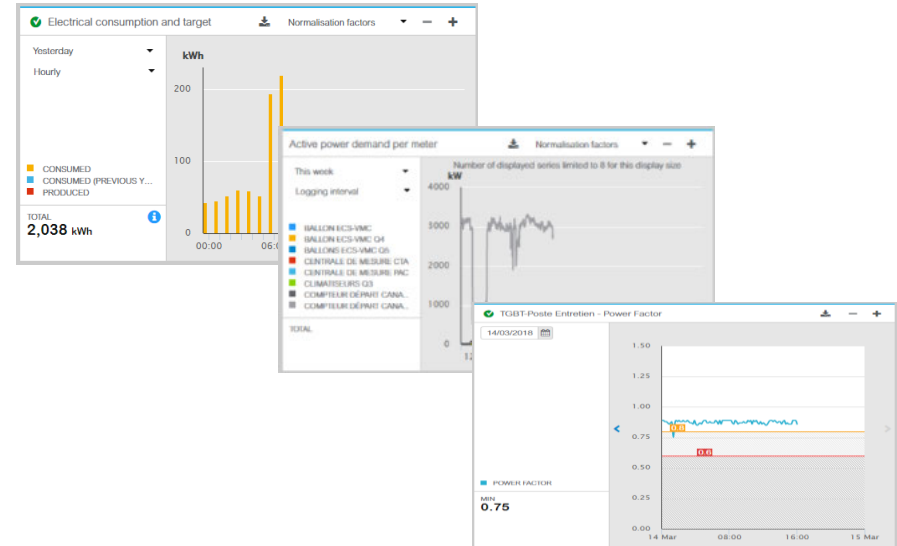 Electrical consumption and target
Normalisation factors
Yesterday
Hourly
kWh
200
100
0
00:00
CONSUMED
CONSUMED (PREVIOUS Y...
PRODUCED
TOTAL
2,038 kWh
Active power demand per meter
Normalisation factors
This week
Logging interval
Number of displayed series limited to 8 for this display size
kW
4000
3000
2000
1000
0
BALLON ECS-VMC
BALLON ECS-VMC Q4
BALLONS ECS-VMC Q5
CENTRALE DE MESURE CTA
CENTRALE DE MESURE PAC
CLIMATISEURS Q3
COMPTEUR DÉPART CANA...
COMPTEUR DÉPART CANA...
TOTAL
TGBT-Poste Entretien - Power Factor
14/03/2018
1.50
1.25
1.00
0.75
0.50
0.25
0.00
0.6
14 Mar 08:00 16:00 15 Mar
POWER FACTOR
MIN
0.75